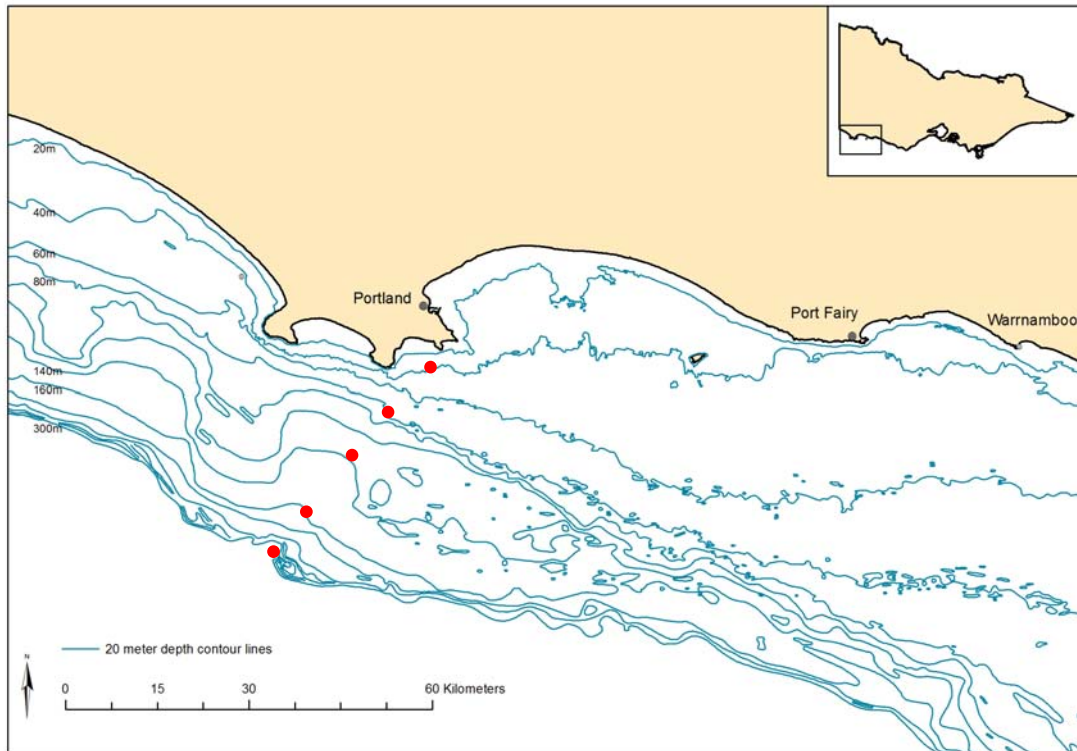 20m
40m
60m
80m
Portland
Port Fairy
Warrnamboo
140m
160m
300m
N
20 meter depth contour lines
0 15 30 60 Kilometers